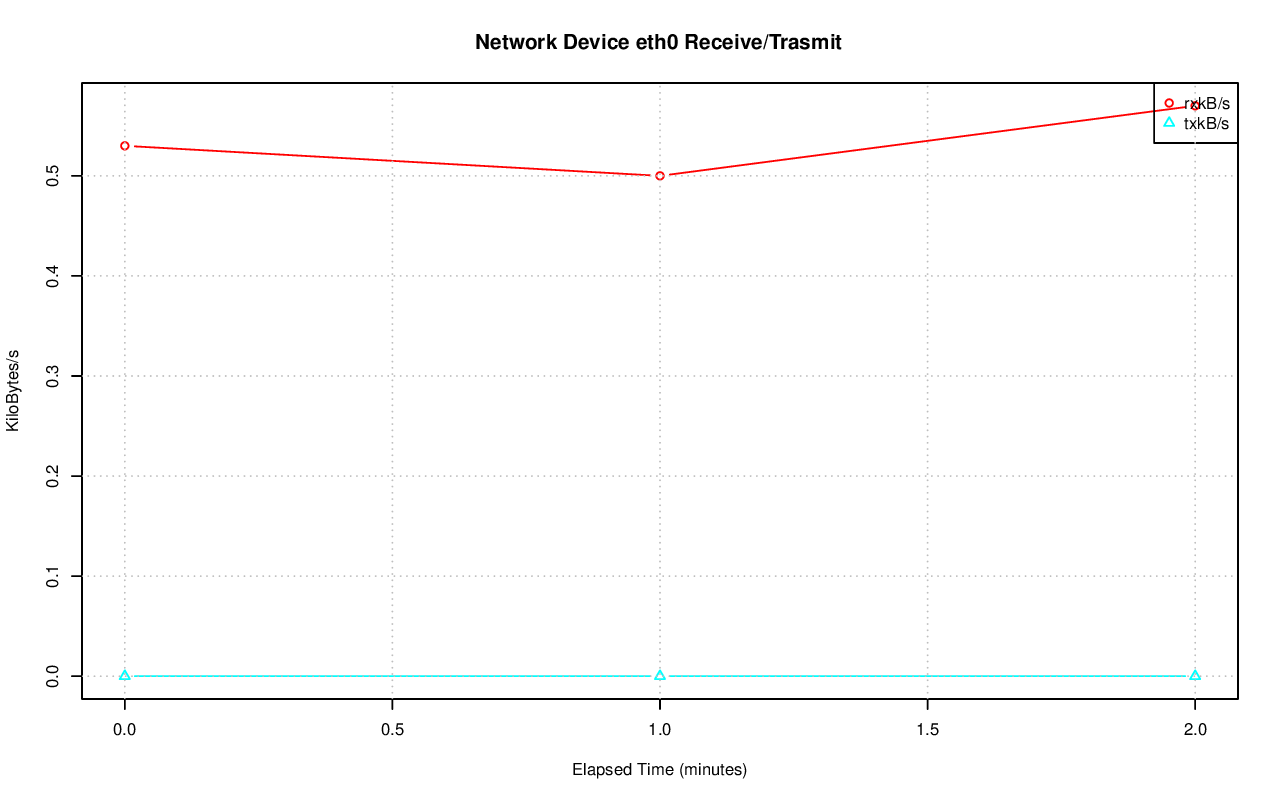 Network Device eth0 Receive/Trasmit
rxkB/s
txkB/s
KiloBytes/s
0.5
0.4
0.3
0.2
0.1
0.0
0.0 0.5 1.0 1.5 2.0
Elapsed Time (minutes)